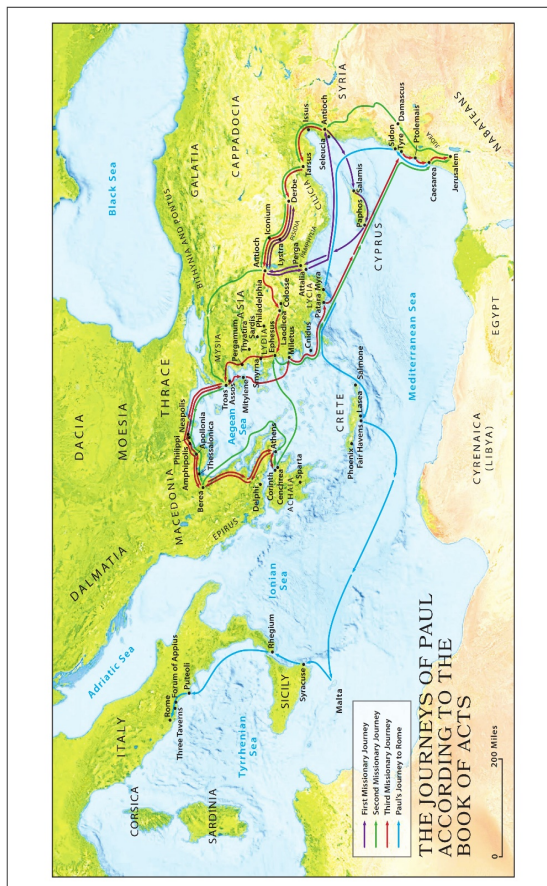 Black Sea
DACIA
MOESIA
THRACE
DALMATIA
MACEDONIA
EPIRUS
BITHYNIA AND PONTUS
GALATIA
CAPPADOCIA
SYRIA
Adriatic Sea
ITALY
CORSICA
SARDINIA
Tyrrhenian Sea
Rome
Forum of Appius
Three Taverns
Puteoli
Rhegium
SICILY
Syracuse
Malta
Ionian Sea
Philippi
Neapolis
Amphipolis
Apollonia
Thessalonica
Berea
Aegean Sea
Delphi
Athens
Corinth
Cenchrea
ACHAIA
Sparta
Troas
Assos
Mitylene
MYSIA
Pergamum
Thyatira
Sardis
Smyrna
ASIA
Philadelphia
LYDIA
Ephesus
Laodicea
Colosse
Miletus
Cnidus
Antioch
Iconium
Lystra
Derbe
PISIDIA
PAMPHYLIA
Perga
Attalia
LYCIA
Patara
Myra
CILICIA
Tarsus
Issus
Antioch
Seleucia
Salamis
Paphos
CYPRUS
Sidon
Damascus
Tyre
Ptolemais
Caesarea
JUDEA
Jerusalem
NABATEANS
CRETE
Phoenix
Fair Havens
Lasea
Salmone
Mediterranean Sea
CYRENAICA
(LIBYA)
EGYPT
First Missionary Journey
Second Missionary Journey
Third Missionary Journey
Paul's Journey to Rome
THE JOURNEYS OF PAUL
ACCORDING TO THE
BOOK OF ACTS
0
200 Miles